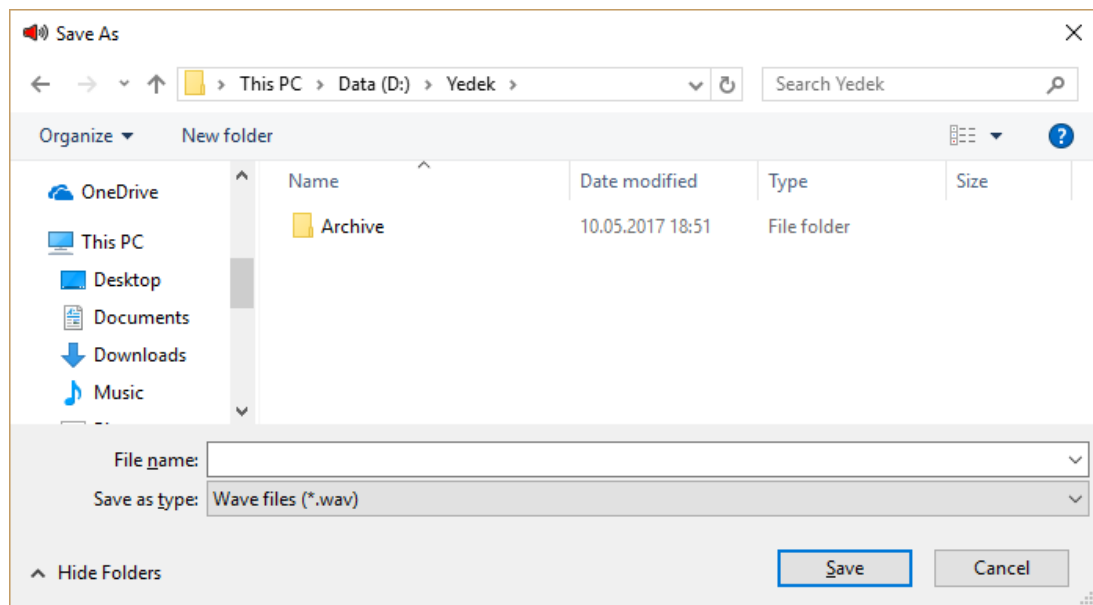 Save As
This PC > Data (D:) > Yedek >
Search Yedek
Organize
New folder
Name
Date modified
Type
Size
OneDrive
This PC
Desktop
Documents
Downloads
Music
Archive
10.05.2017 18:51
File folder
File name:
Save as type: Wave files (*.wav)
Hide Folders
Save
Cancel